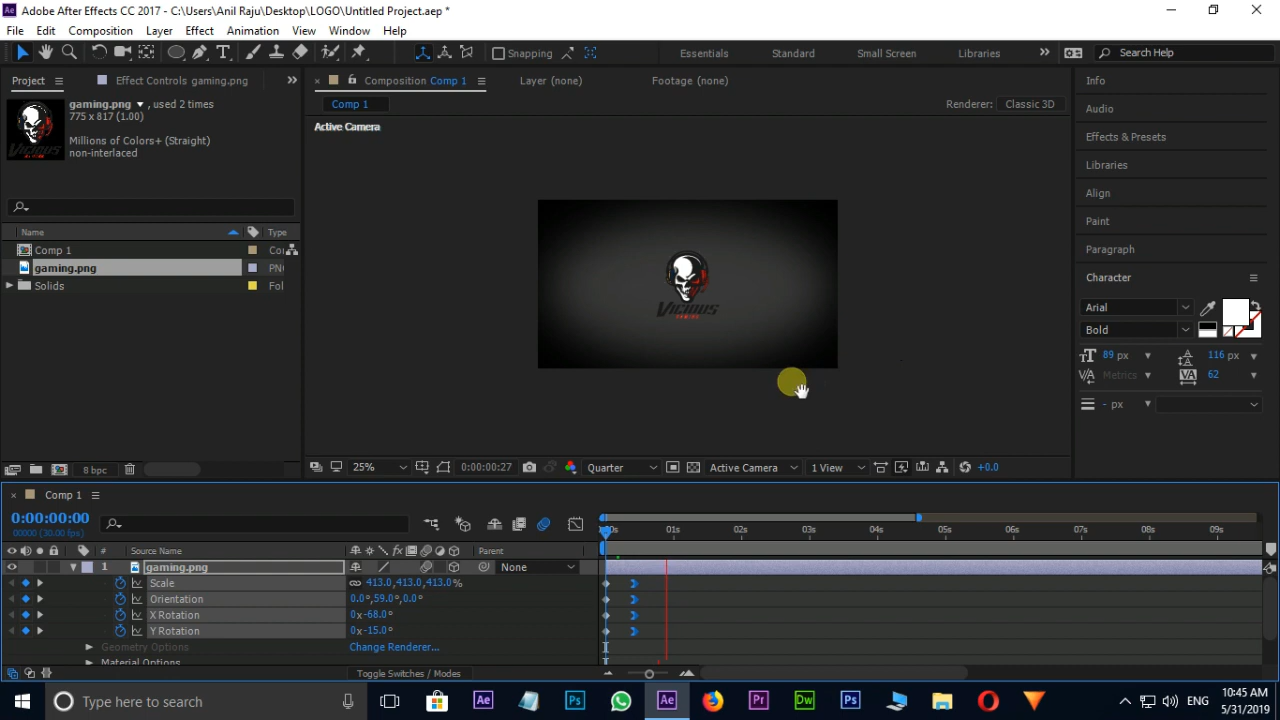 Adobe After Effects CC 2017 - C:\Users\Anil Raju\Desktop\LOGO\Untitled Project.aep *
File Edit Composition Layer Effect Animation View Window Help
Snapping Essentials Standard Small Screen Libraries Search Help
Project Effect Controls gaming.png Composition Comp 1 Layer (none) Footage (none) Info
gaming.png , used 2 times
775 x 817 (1.00)
Millions of Colors+ (Straight)
non-interlaced
Comp 1 Renderer: Classic 3D
Active Camera
Audio
Effects & Presets
Libraries
Align
Paint
Paragraph
Character
Name Type
Comp 1
gaming.png PNG
Solids Fol
Vicious
GAMING
Arial
Bold
89 px 116 px
Metrics 62
- px
8 bpc 25% 0:00:00:27 Quarter Active Camera 1 View +0.0
Comp 1
0:00:00:00
00000 (30.00 fps)
01s 02s 03s 04s 05s 06s 07s 08s 09s
# Source Name Parent
1 gaming.png None
Scale 413.0,413.0,413.0%
Orientation 0.0°,59.0°,0.0°
X Rotation 0x-68.0°
Y Rotation 0x-15.0°
Geometry Options Change Renderer...
Material Options
Toggle Switches / Modes
Type here to search ENG 10:45 AM
5/31/2019